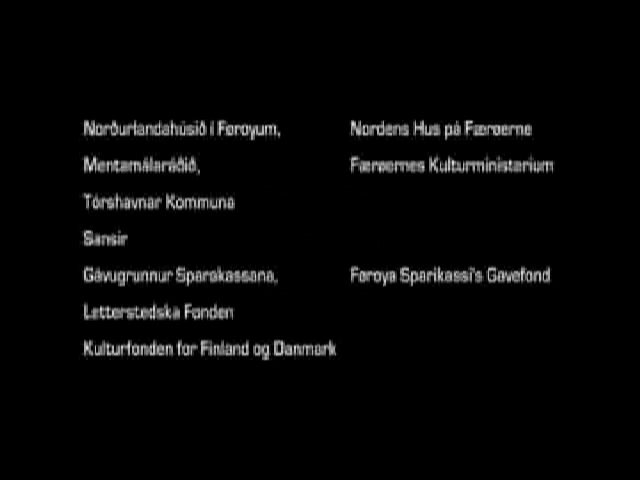 Norðurlandahúsið í Føroyum, Nordens Hus på Færøerne
Mentamálaráðið, Færøernes Kulturministerium
Tórshavnar Kommuna
Sansir
Gávugrunnur Sparakassana, Føroya Sparikassi's Gavefond
Letterstedska Fonden
Kulturfonden for Finland og Danmark